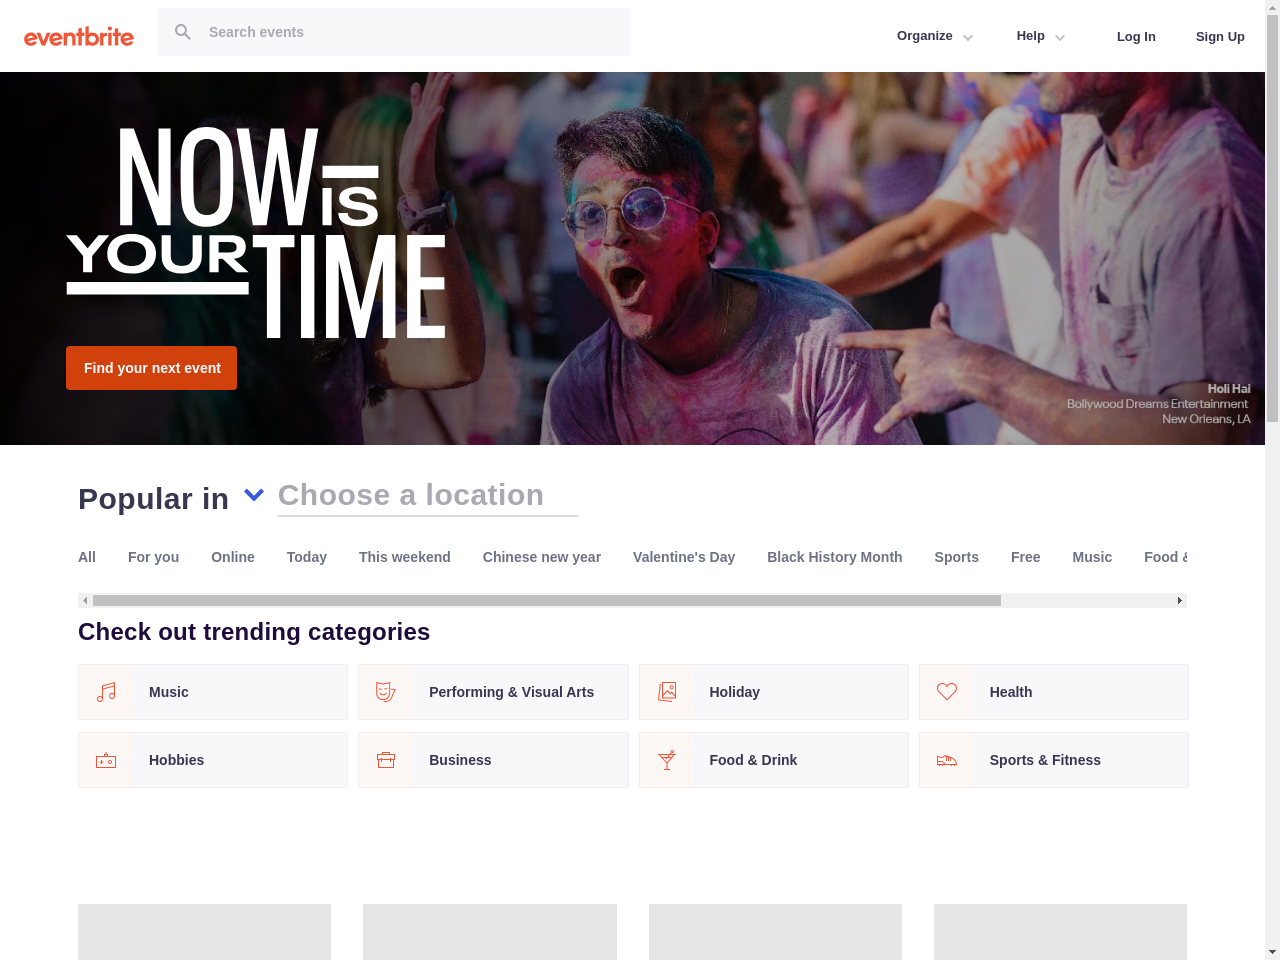 eventbrite
Search events
Organize
Help
Log In
Sign Up
NOW IS
YOUR TIME
Find your next event
Holi Hai
Bollywood Dreams Entertainment
New Orleans, LA
Popular in
Choose a location
All For you Online Today This weekend Chinese new year Valentine's Day Black History Month Sports Free Music Food &
Check out trending categories
Music
Performing & Visual Arts
Holiday
Health
Hobbies
Business
Food & Drink
Sports & Fitness